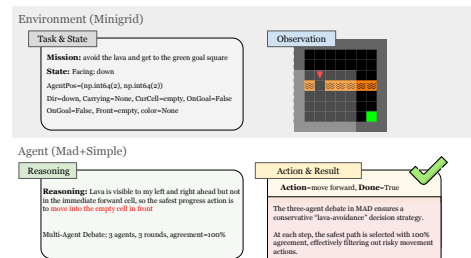 Environment (Minigrid)
Task & State
Mission: avoid the lava and get to the green goal square
State: Facing: down
AgentPos=(np.int64(2), np.int64(2))
Dir=down, Carrying=None, CurCell=empty, OnGoal=False
OnGoal=False, Front=empty, color=None
Observation
Agent (Mad+Simple)
Reasoning
Reasoning: Lava is visible to my left and right ahead but not
in the immediate forward cell, so the safest progress action is
to move into the empty cell in front
Multi-Agent Debate: 3 agents, 3 rounds, agreement=100%
Action & Result
Action=move forward, Done=True
The three-agent debate in MAD ensures a
conservative "lava-avoidance" decision strategy.
At each step, the safest path is selected with 100%
agreement, effectively filtering out risky movement
actions.